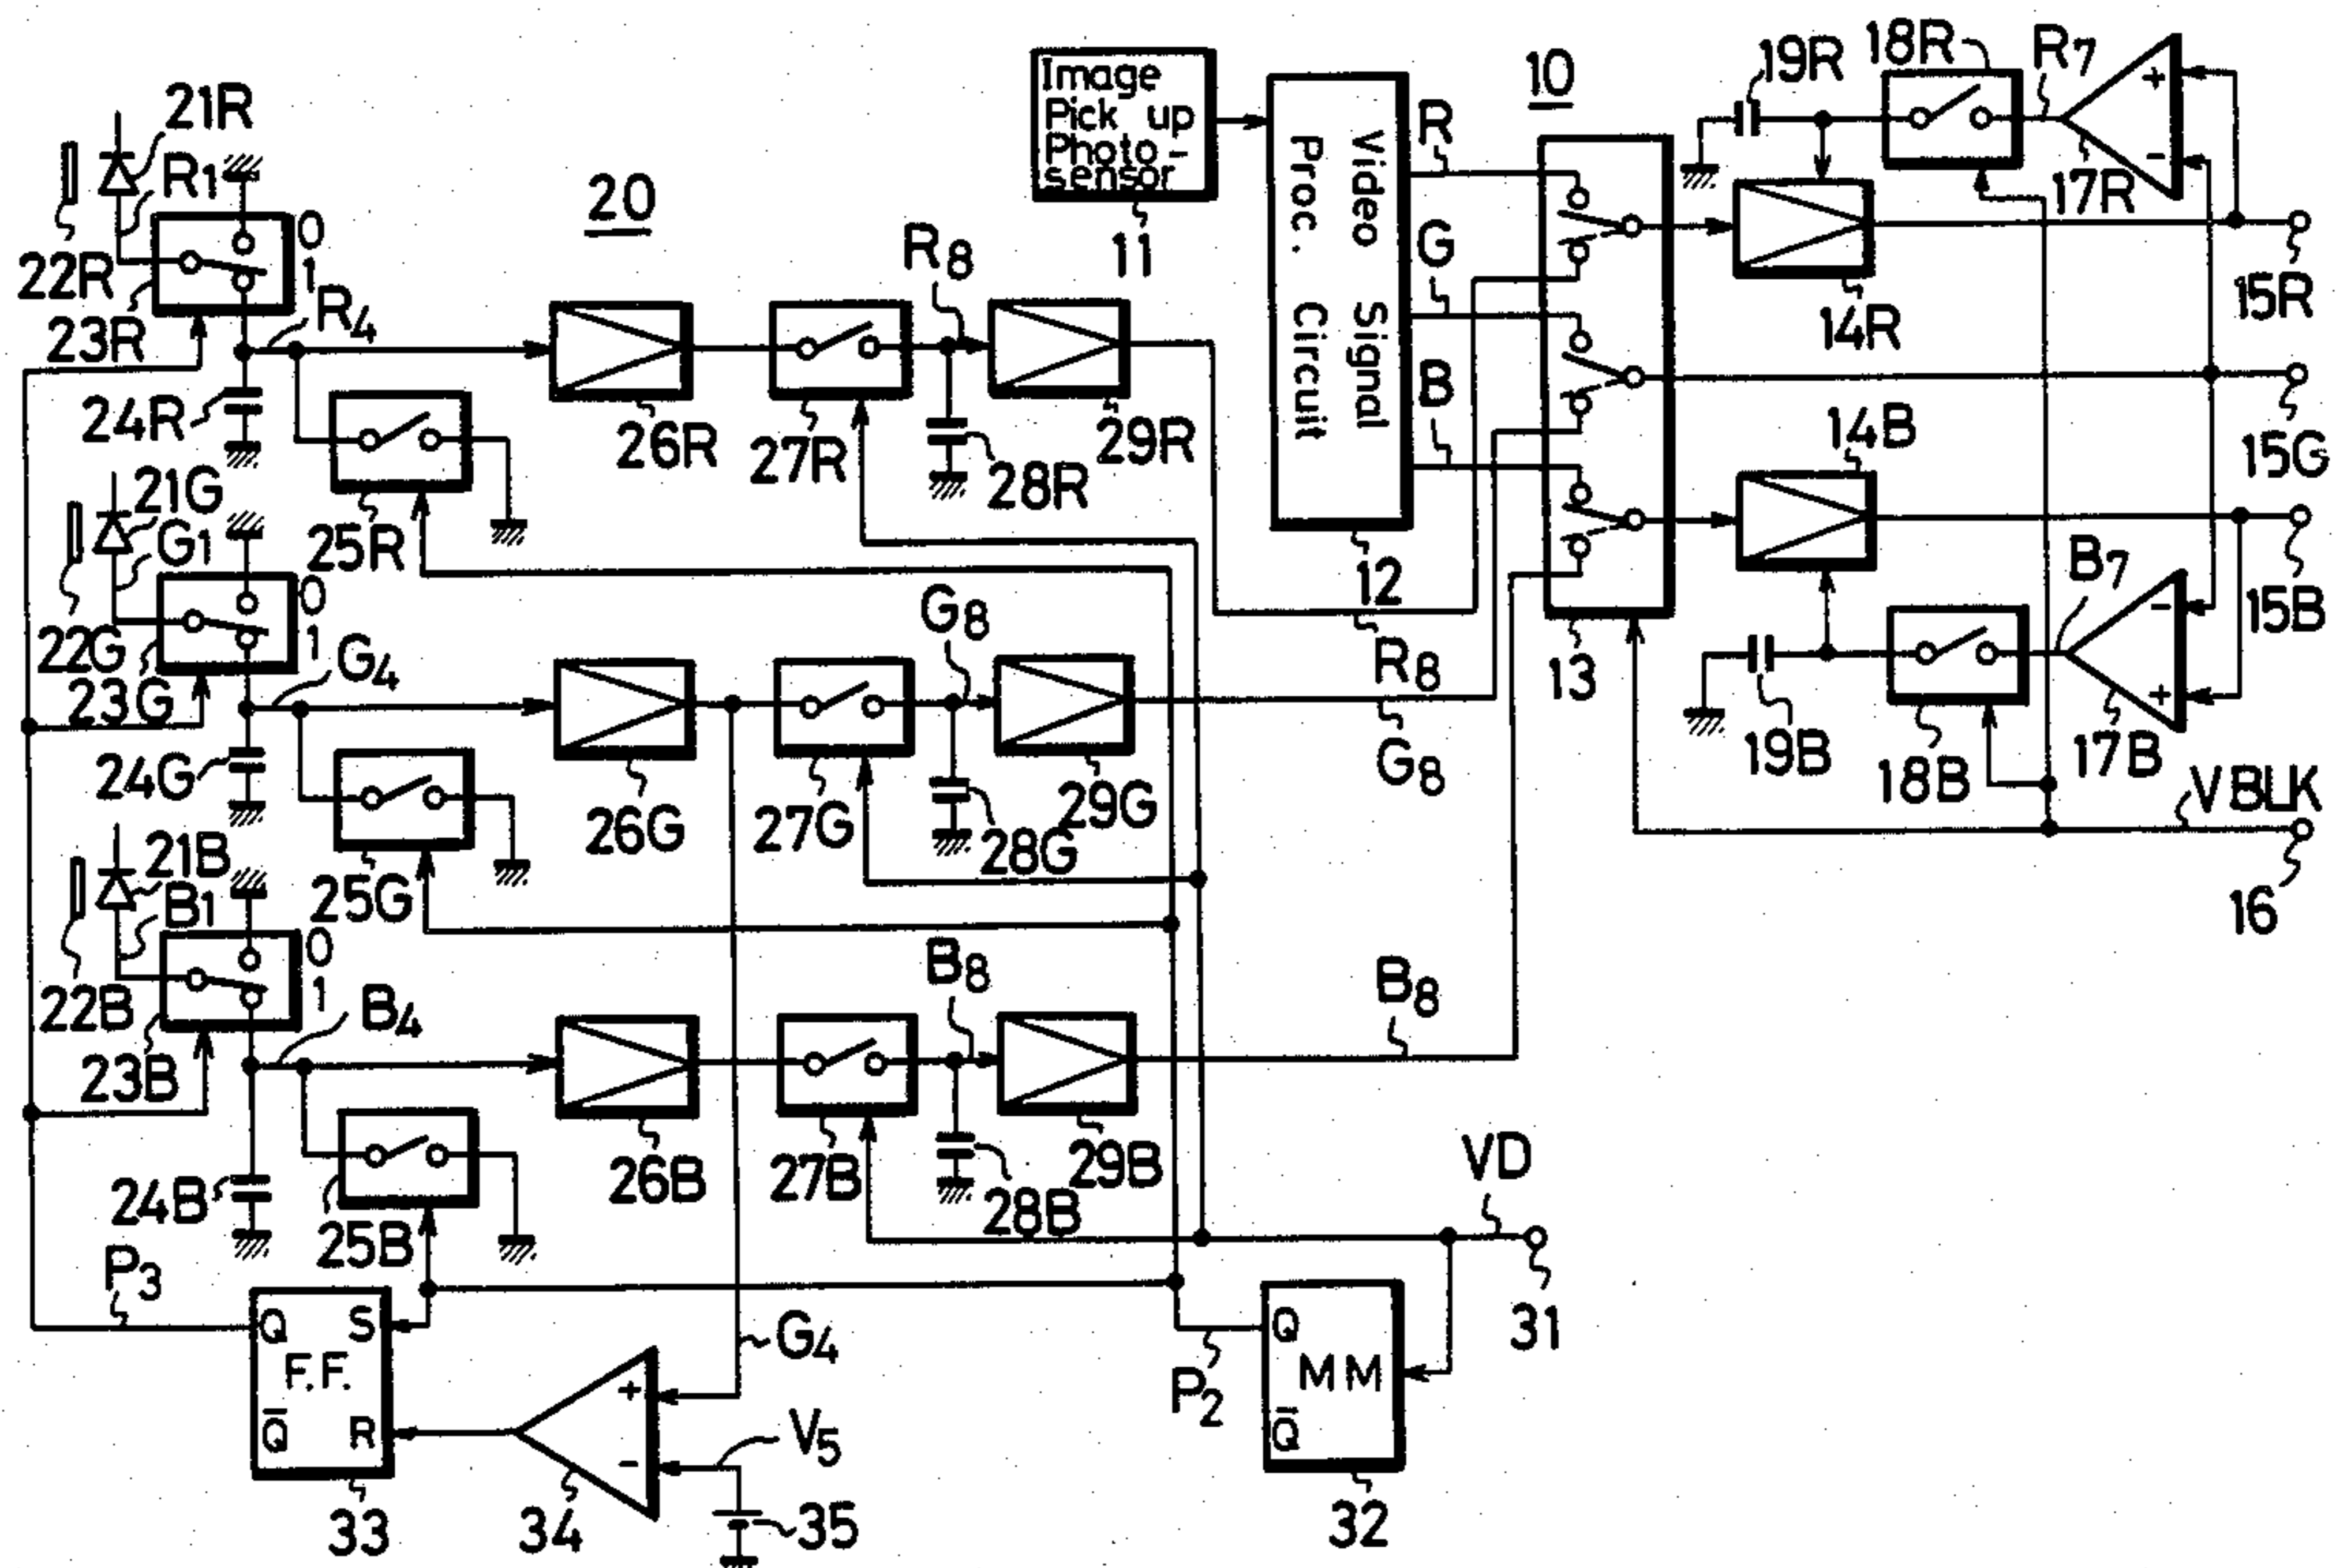 21R
R1
22R
23R
0
1
R4
24R
25R
20
26R
27R
R8
28R
29R
Image
Pick up
Photo-
sensor
11
Video Signal
Proc. Circuit
12
R
G
B
10
13
19R
18R
R7
17R
14R
15R
15G
14B
B7
15B
19B
18B
17B
VBLK
16
21G
G1
22G
23G
0
1
G4
24G
25G
26G
27G
G8
28G
29G
R8
G8
21B
B1
22B
23B
0
1
B4
24B
25B
26B
27B
B8
28B
29B
B8
VD
31
P3
Q S
F.F.
Q̅ R
33
34
G4
V5
35
P2
Q
MM
Q̅
32